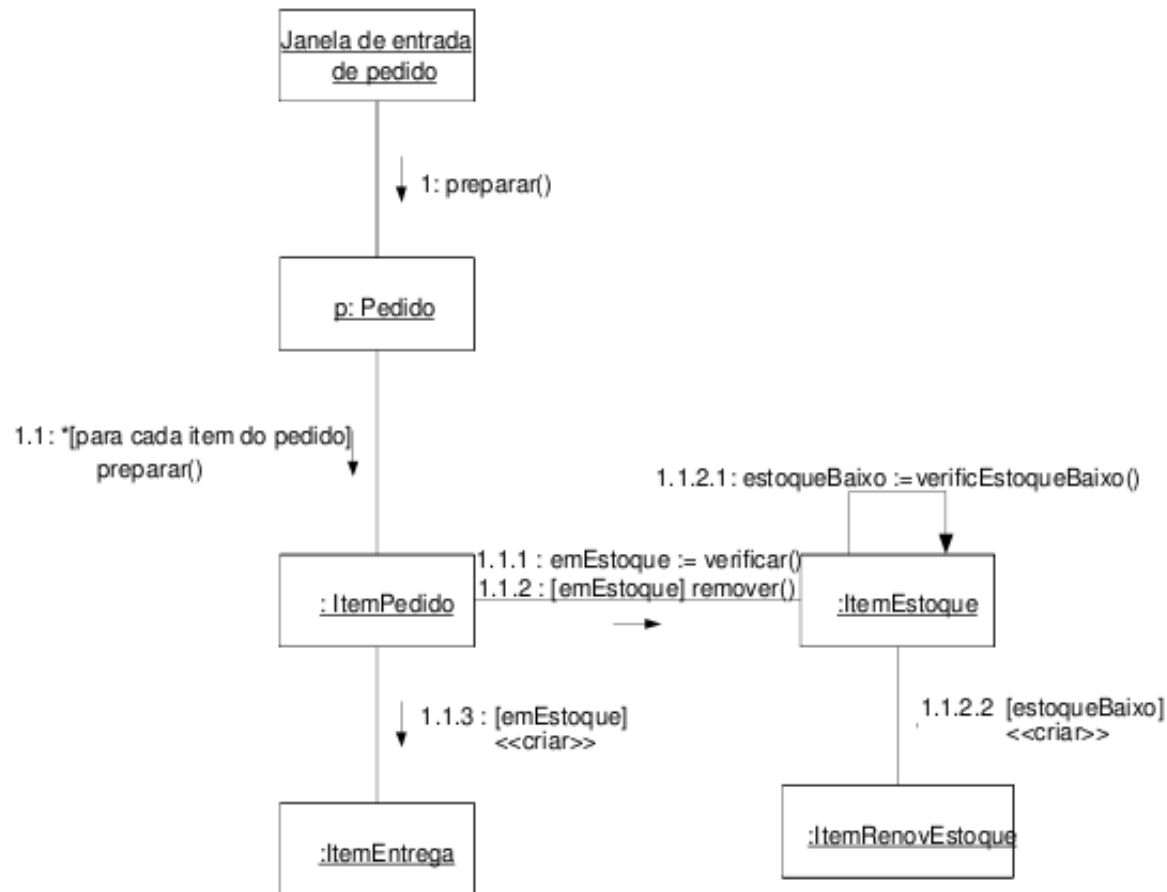 Janela de entrada
de pedido
1: preparar()
p: Pedido
1.1 : *[para cada item do pedido]
preparar()
1.1.2.1 : estoqueBaixo :=verificEstoqueBaixo()
1.1.1 : emEstoque := verificar()
1.1.2 : [emEstoque] remover()
: ItemPedido
:ItemEstoque
1.1.3 : [emEstoque]
<<criar>>
1.1.2.2 [estoqueBaixo]
<<criar>>
:ItemEntrega
:ItemRenovEstoque